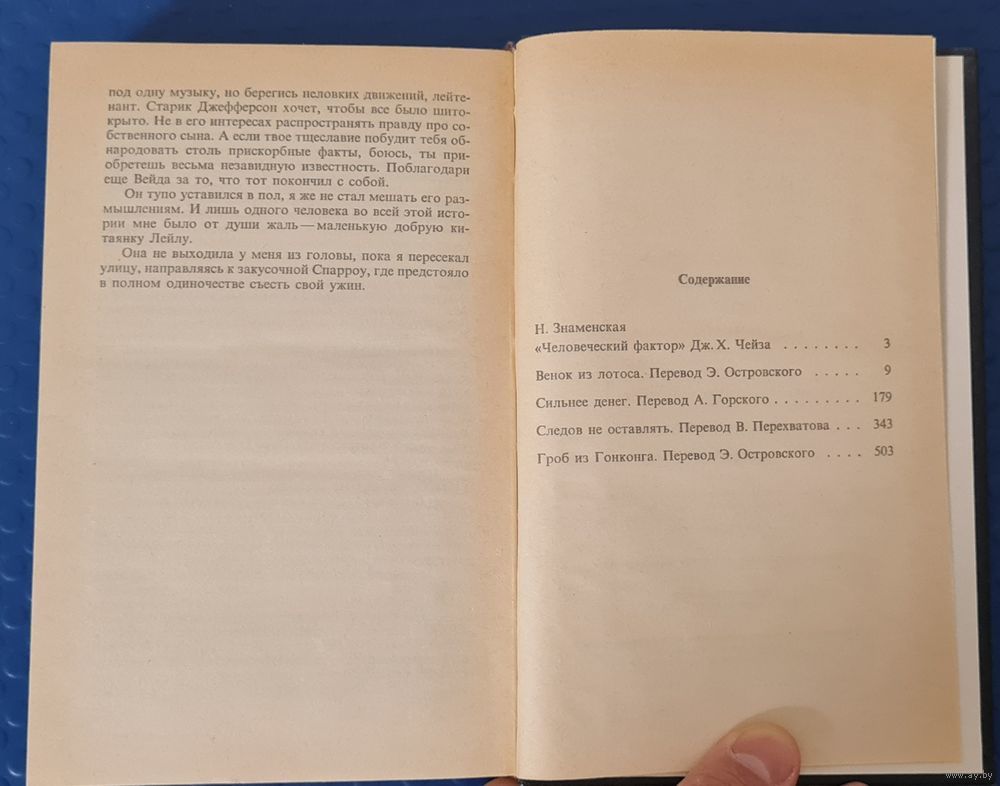 под одну музыку, но берегись неловких движений, лейте-
нант. Старик Джефферсон хочет, чтобы все было шито-
крыто. Не в его интересах распространять правду про со-
бственного сына. А если твое тщеславие побудит тебя об-
народовать столь прискорбные факты, боюсь, ты при-
обретешь весьма незавидную известность. Поблагодари
еще Вейда за то, что тот покончил с собой.
Он тупо уставился в пол, я же не стал мешать его раз-
мышлениям. И лишь одного человека во всей этой исто-
рии мне было от души жаль — маленькую добрую ки-
таянку Лейлу.
Она не выходила у меня из головы, пока я пересекал
улицу, направляясь к закусочной Спарроу, где предстояло
в полном одиночестве съесть свой ужин.
Содержание
Н. Знаменская
«Человеческий фактор» Дж. Х. Чейза . . . . . . . . 3
Венок из лотоса. Перевод Э. Островского . . . . . 9
Сильнее денег. Перевод А. Горского . . . . . . . . . 179
Следов не оставлять. Перевод В. Перехватова . . . 343
Гроб из Гонконга. Перевод Э. Островского . . . . 503
www.ay.by